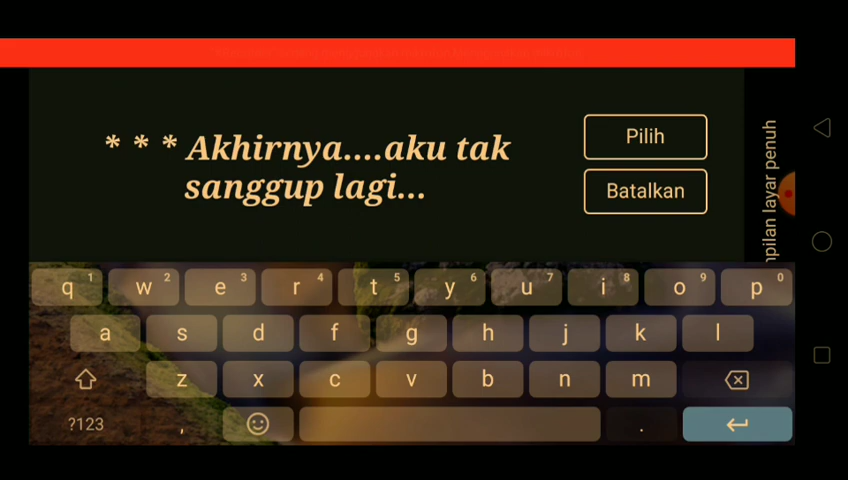 * * * Akhirnya....aku tak
sanggup lagi...
Pilih
Batalkan
pilan layar penuh
q 1 w 2 e 3 r 4 t 5 y 6 u 7 i 8 o 9 p 0
a s d f g h j k l
z x c v b n m
?123 , .